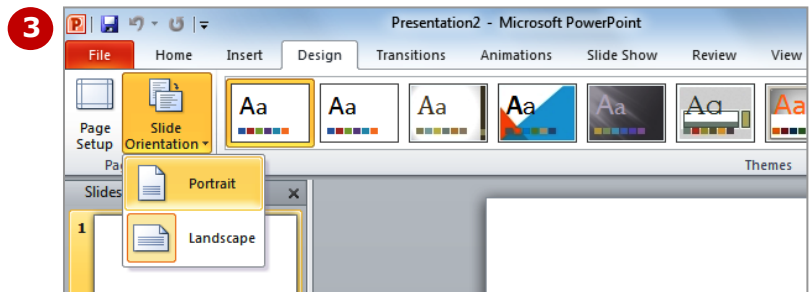 3
P
Presentation2 - Microsoft PowerPoint
File Home Insert Design Transitions Animations Slide Show Review View
Aa Aa Aa Aa Aa Aa Aa
Page Setup
Slide Orientation
Themes
Portrait
Slides
1
Landscape